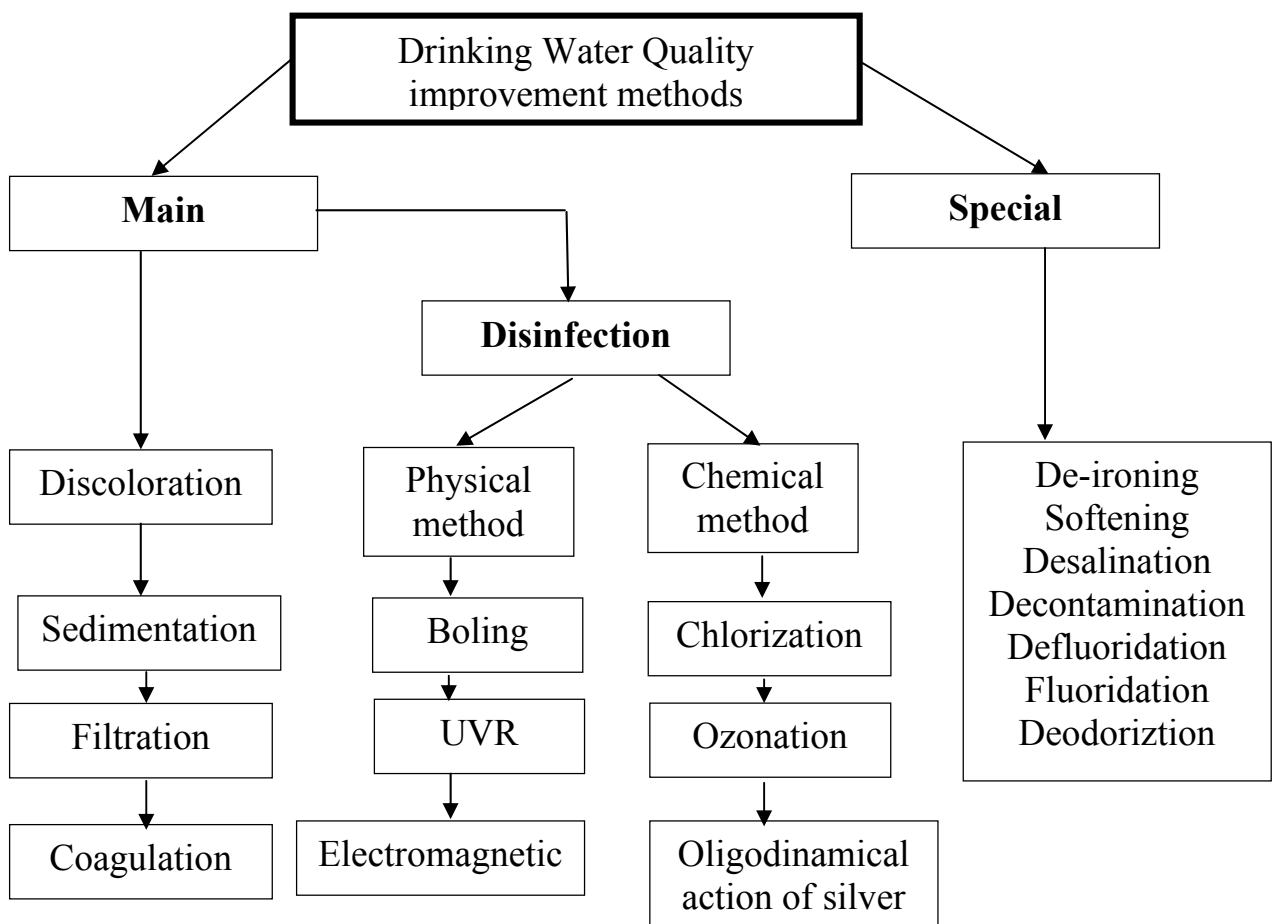 Drinking Water Quality
improvement methods
Main
Special
Disinfection
Discoloration
Physical
method
Chemical
method
De-ironing
Softening
Desalination
Decontamination
Defluoridation
Fluoridation
Deodoriztion
Sedimentation
Boling
Chlorization
Filtration
UVR
Ozonation
Coagulation
Electromagnetic
Oligodinamical
action of silver